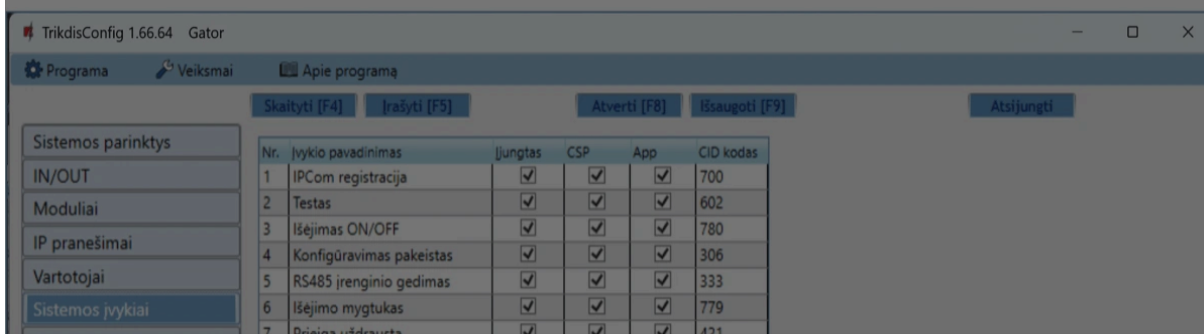 TrikdisConfig 1.66.64 Gator
Programa Veiksmai Apie programą
Skaityti [F4] Įrašyti [F5] Atverti [F8] Išsaugoti [F9] Atsijungti
Sistemos parinktys
IN/OUT
Moduliai
IP pranešimai
Vartotojai
Sistemos įvykiai
Nr. Įvykio pavadinimas Įjungtas CSP App CID kodas
1 IPCom registracija 700
2 Testas 602
3 Išėjimas ON/OFF 780
4 Konfigūravimas pakeistas 306
5 RS485 įrenginio gedimas 333
6 Išėjimo mygtukas 779
7 Prieiga uždrausta 421